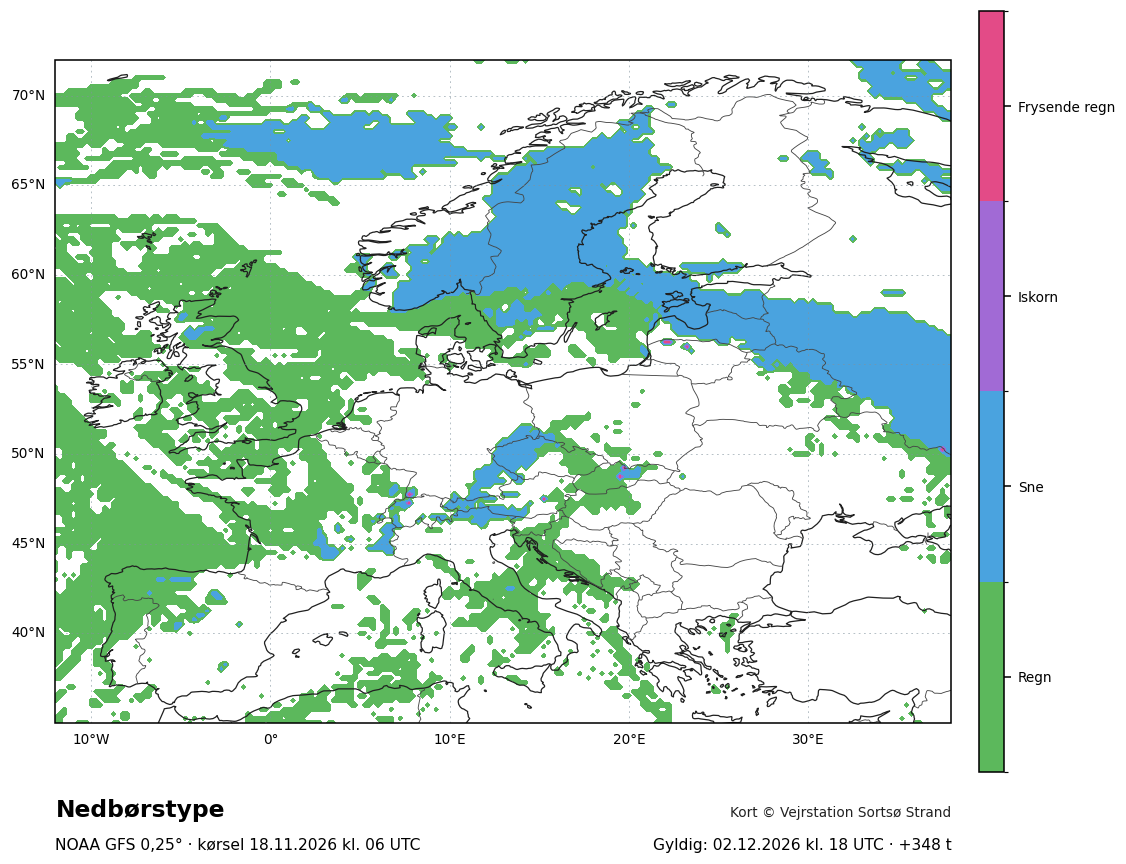 70°N
65°N
60°N
55°N
50°N
45°N
40°N
10°W
0°
10°E
20°E
30°E
Frysende regn
Iskorn
Sne
Regn
Nedbørstype
Kort © Vejrstation Sortsø Strand
NOAA GFS 0,25° · kørsel 18.11.2026 kl. 06 UTC
Gyldig: 02.12.2026 kl. 18 UTC · +348 t